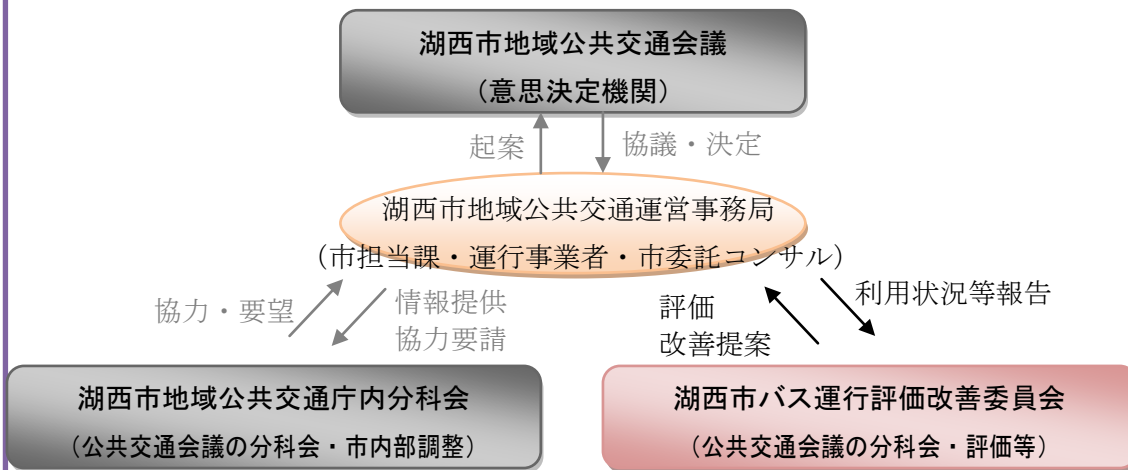 湖西市地域公共交通会議
（意思決定機関）
起案
協議・決定
湖西市地域公共交通運営事務局
（市担当課・運行事業者・市委託コンサル）
協力・要望
情報提供
協力要請
評価
改善提案
利用状況等報告
湖西市地域公共交通庁内分科会
（公共交通会議の分科会・市内部調整）
湖西市バス運行評価改善委員会
（公共交通会議の分科会・評価等）